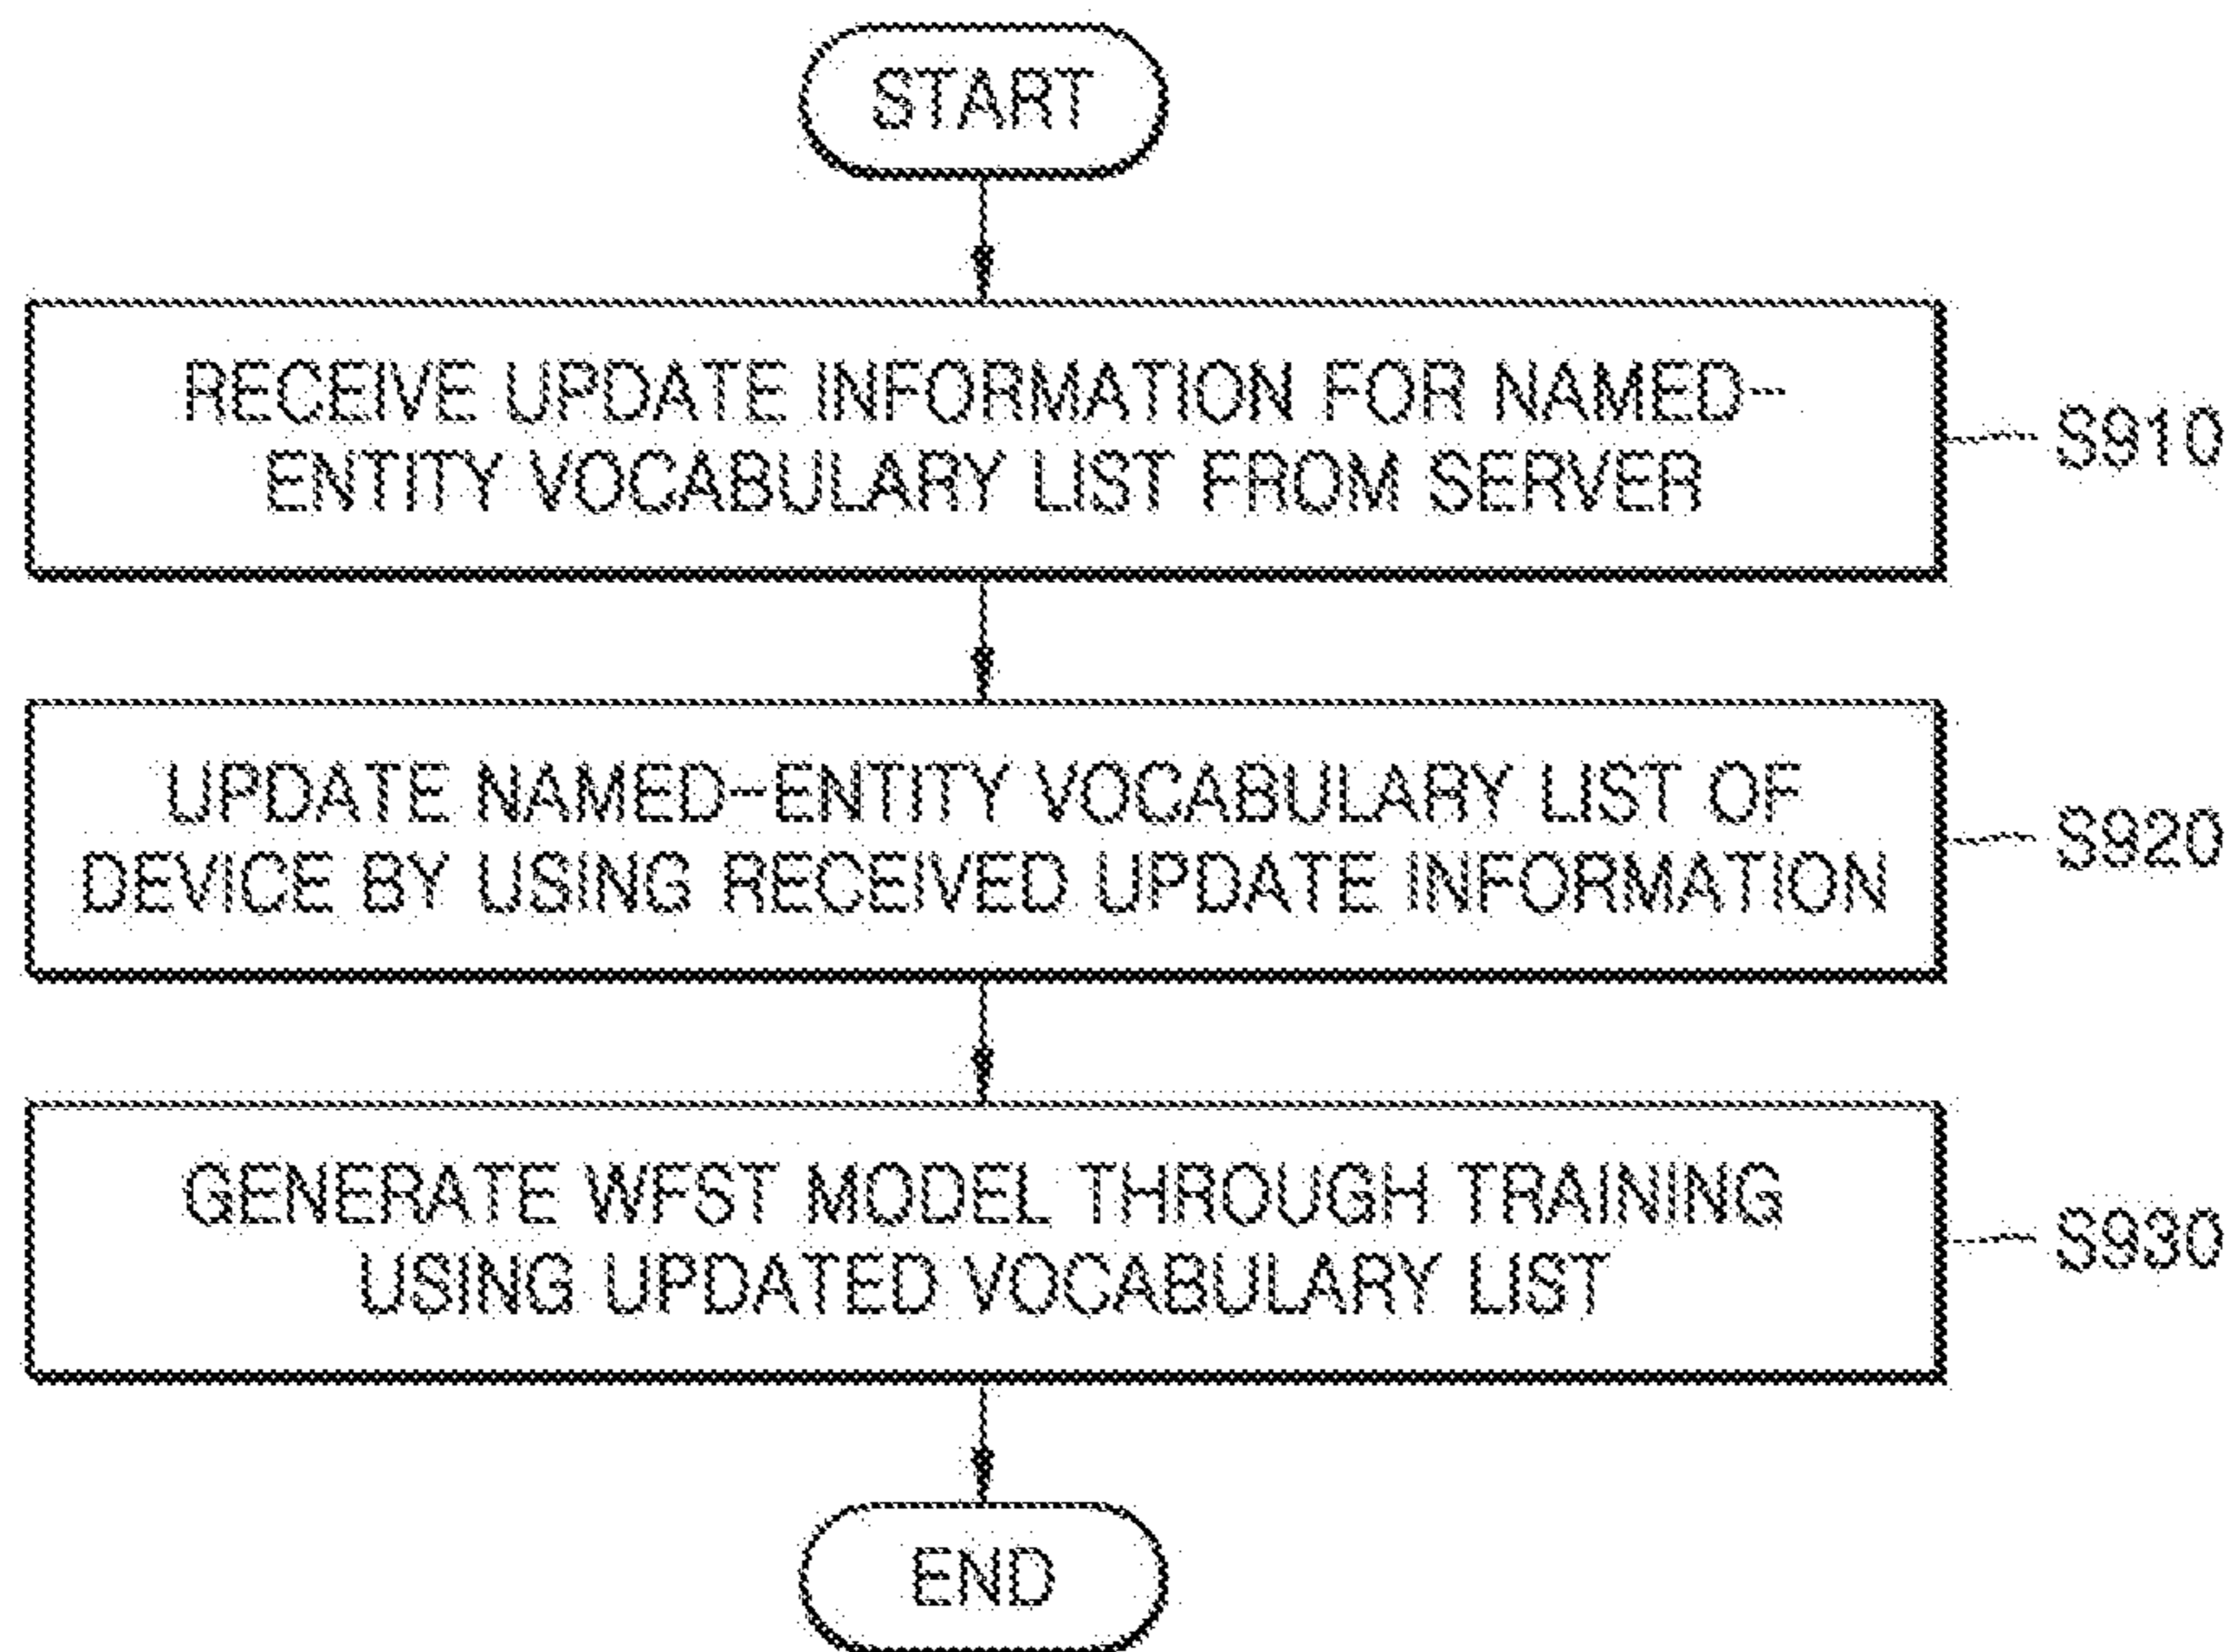 START
RECEIVE UPDATE INFORMATION FOR NAMED-
ENTITY VOCABULARY LIST FROM SERVER
S910
UPDATE NAMED-ENTITY VOCABULARY LIST OF
DEVICE BY USING RECEIVED UPDATE INFORMATION
S920
GENERATE WFST MODEL THROUGH TRAINING
USING UPDATED VOCABULARY LIST
S930
END